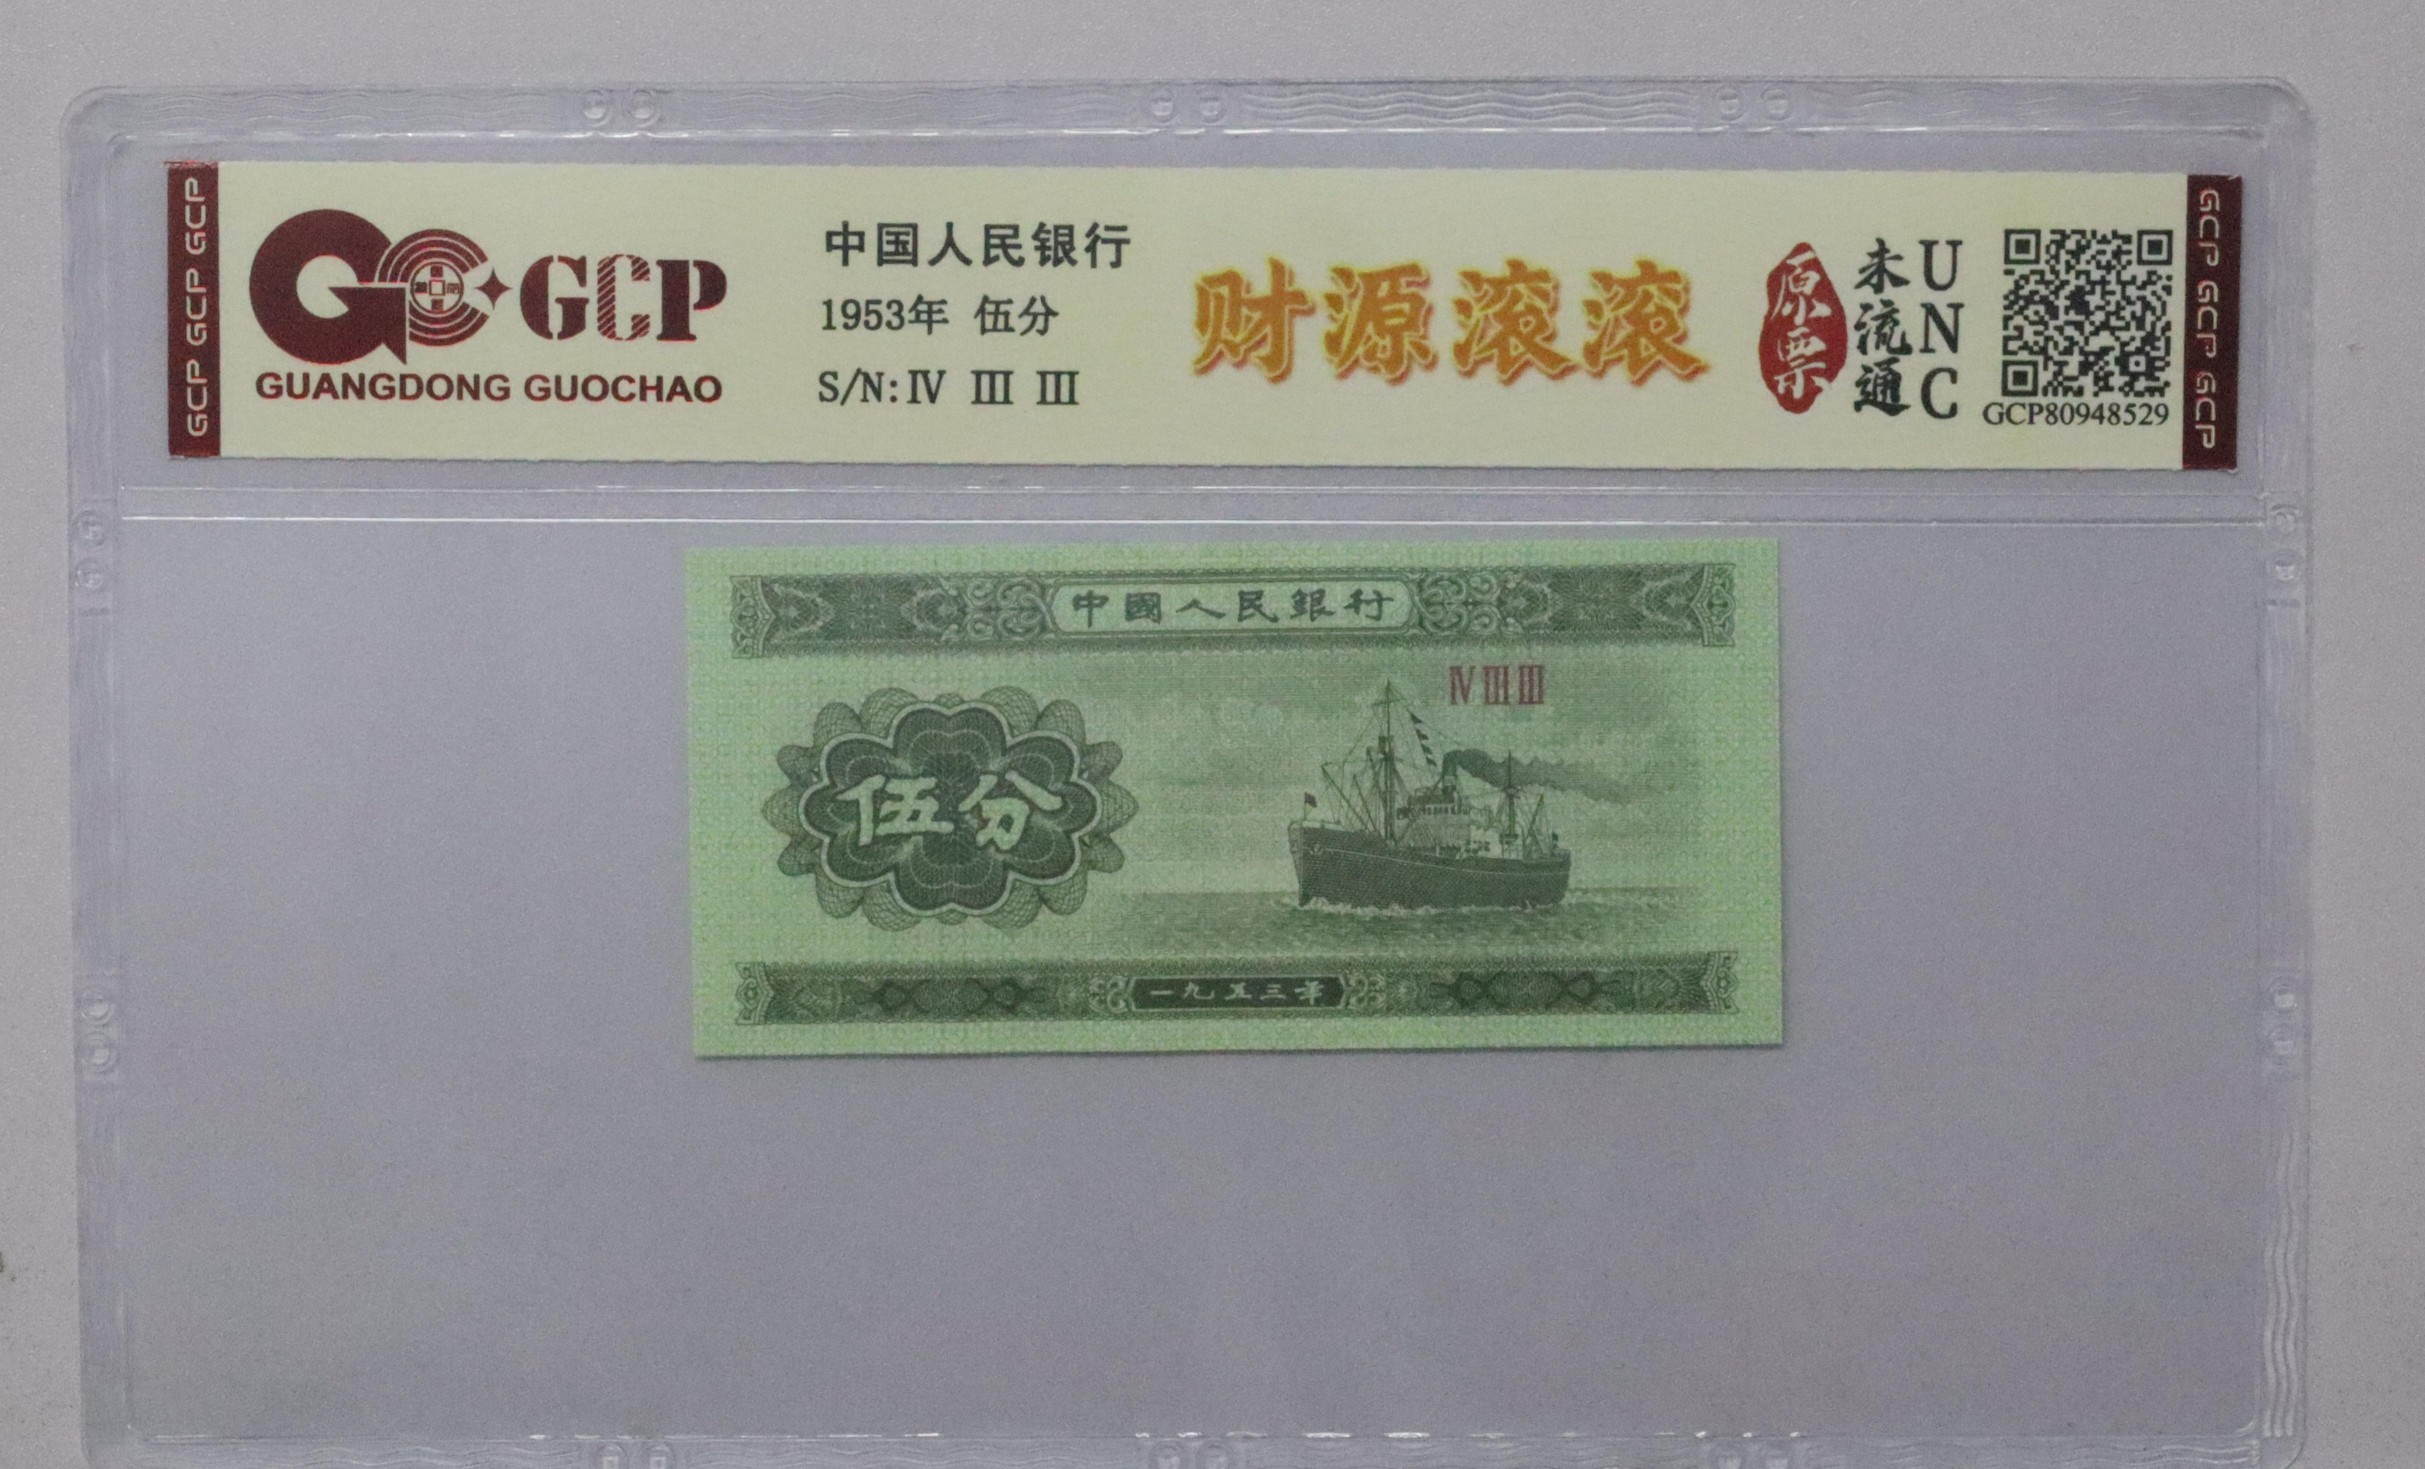 GCP GCP GCP
GCP
GUANGDONG GUOCHAO
中国人民银行
1953年 伍分
S/N:Ⅳ Ⅲ Ⅲ
财源滚滚
原票
未流通
UNC
GCP80948529
GCP GCP GCP
中國人民銀行
ⅣⅢⅢ
伍分
一九五三年